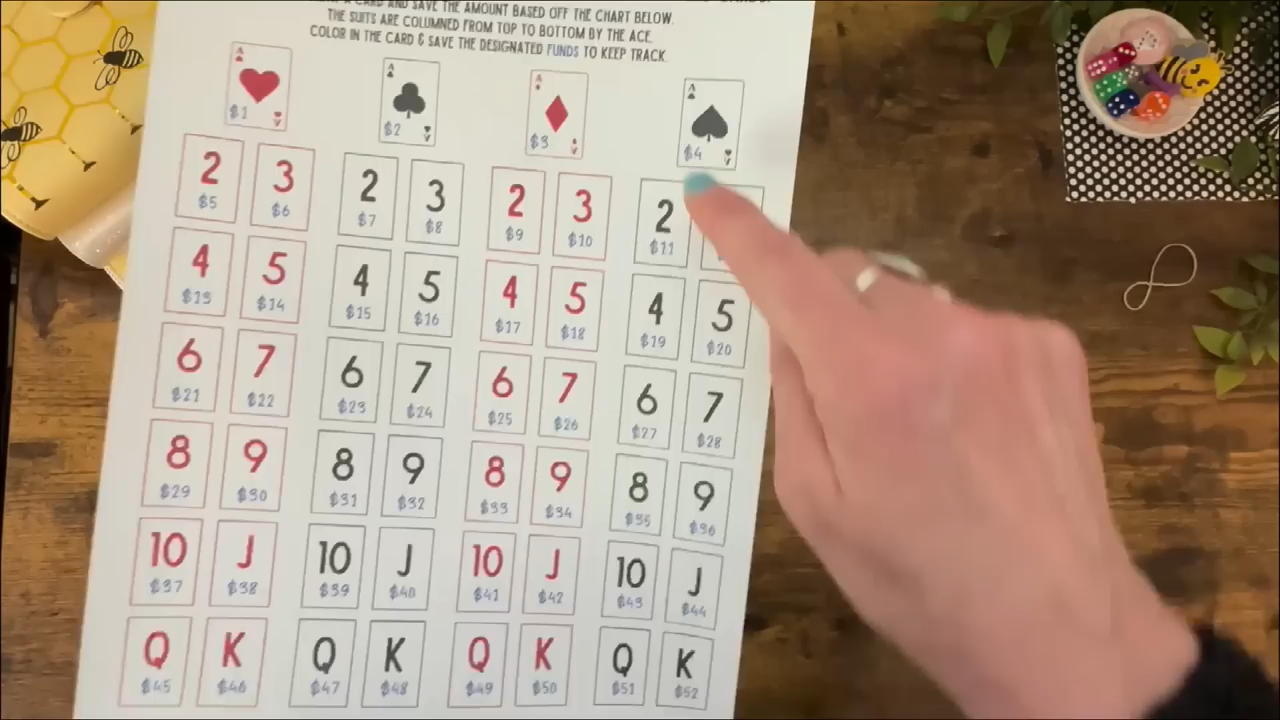 AND SAVE THE AMOUNT BASED OFF THE CHART BELOW.
THE SUITS ARE COLUMNED FROM TOP TO BOTTOM BY THE ACE.
COLOR IN THE CARD & SAVE THE DESIGNATED FUNDS TO KEEP TRACK.
A A A A
$1 $2 $3 $4
A A A A
2 3 2 3 2 3 2
$5 $6 $7 $8 $9 $10 $11
4 5 4 5 4 5 4 5
$13 $14 $15 $16 $17 $18 $19 $20
6 7 6 7 6 7 6 7
$21 $22 $23 $24 $25 $26 $27 $28
8 9 8 9 8 9 8 9
$29 $30 $31 $32 $33 $34 $35 $36
10 J 10 J 10 J 10 J
$37 $38 $39 $40 $41 $42 $43 $44
Q K Q K Q K Q K
$45 $46 $47 $48 $49 $50 $51 $52